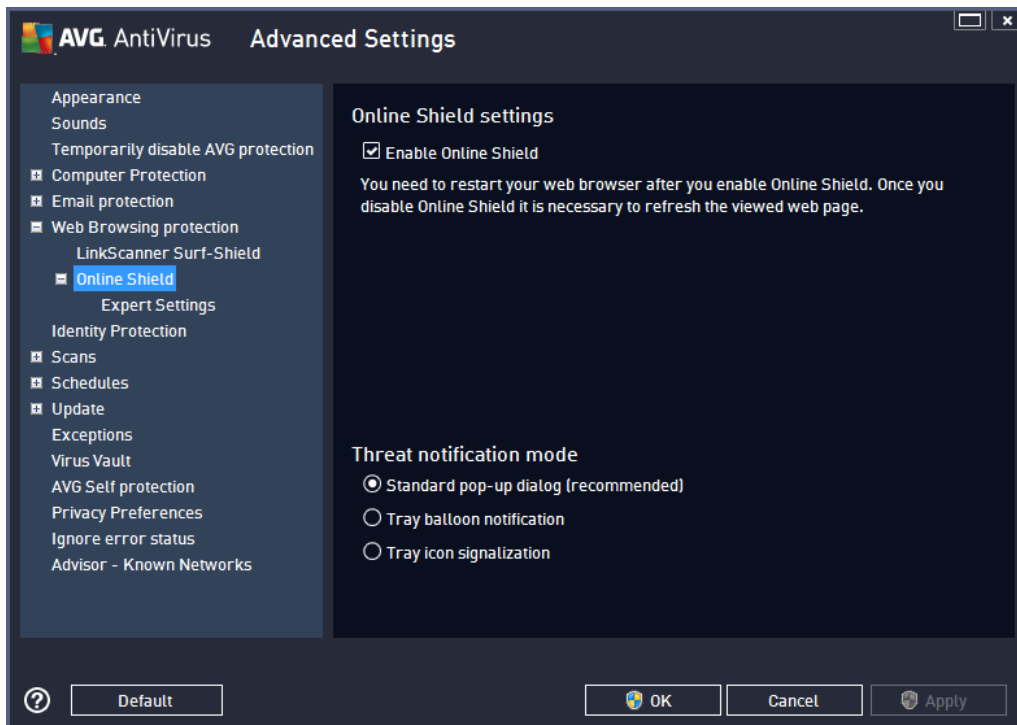 AVG. AntiVirus Advanced Settings
Appearance
Sounds
Temporarily disable AVG protection
Computer Protection
Email protection
Web Browsing protection
LinkScanner Surf-Shield
Online Shield
Expert Settings
Identity Protection
Scans
Schedules
Update
Exceptions
Virus Vault
AVG Self protection
Privacy Preferences
Ignore error status
Advisor - Known Networks
Online Shield settings
Enable Online Shield
You need to restart your web browser after you enable Online Shield. Once you
disable Online Shield it is necessary to refresh the viewed web page.
Threat notification mode
Standard pop-up dialog (recommended)
Tray balloon notification
Tray icon signalization
? Default OK Cancel Apply